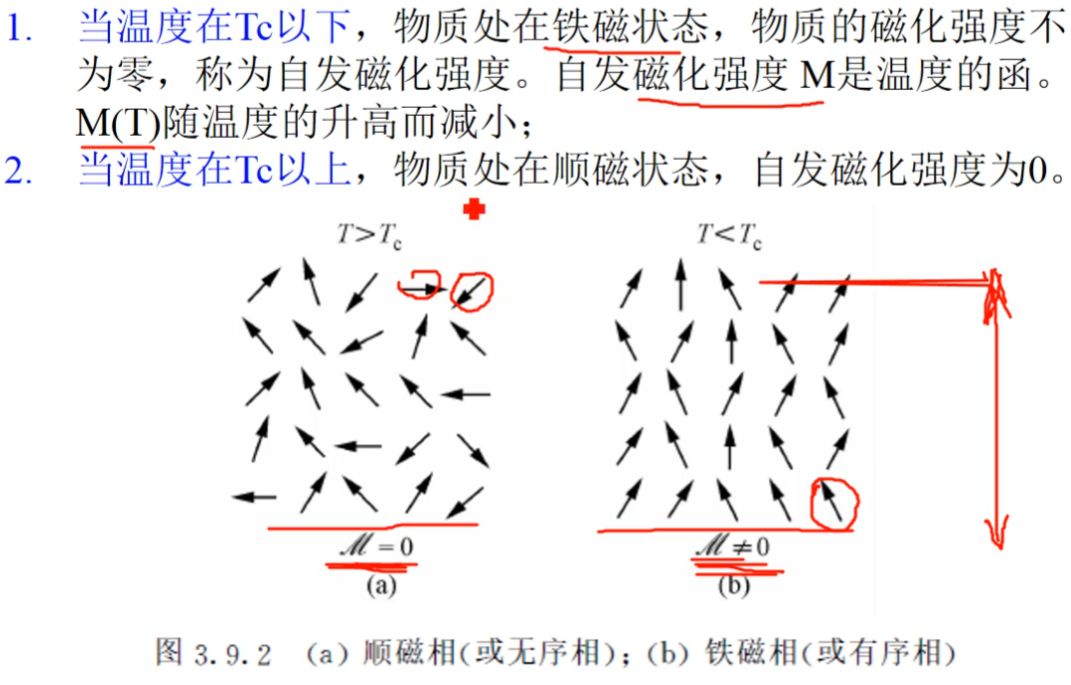 1. 当温度在Tc以下，物质处在铁磁状态，物质的磁化强度不
为零，称为自发磁化强度。自发磁化强度 M是温度的函。
M(T)随温度的升高而减小；
2. 当温度在Tc以上，物质处在顺磁状态，自发磁化强度为0。
T>Tc T<Tc
ℳ=0 ℳ≠0
(a) (b)
图 3.9.2 (a) 顺磁相(或无序相)；(b) 铁磁相(或有序相)